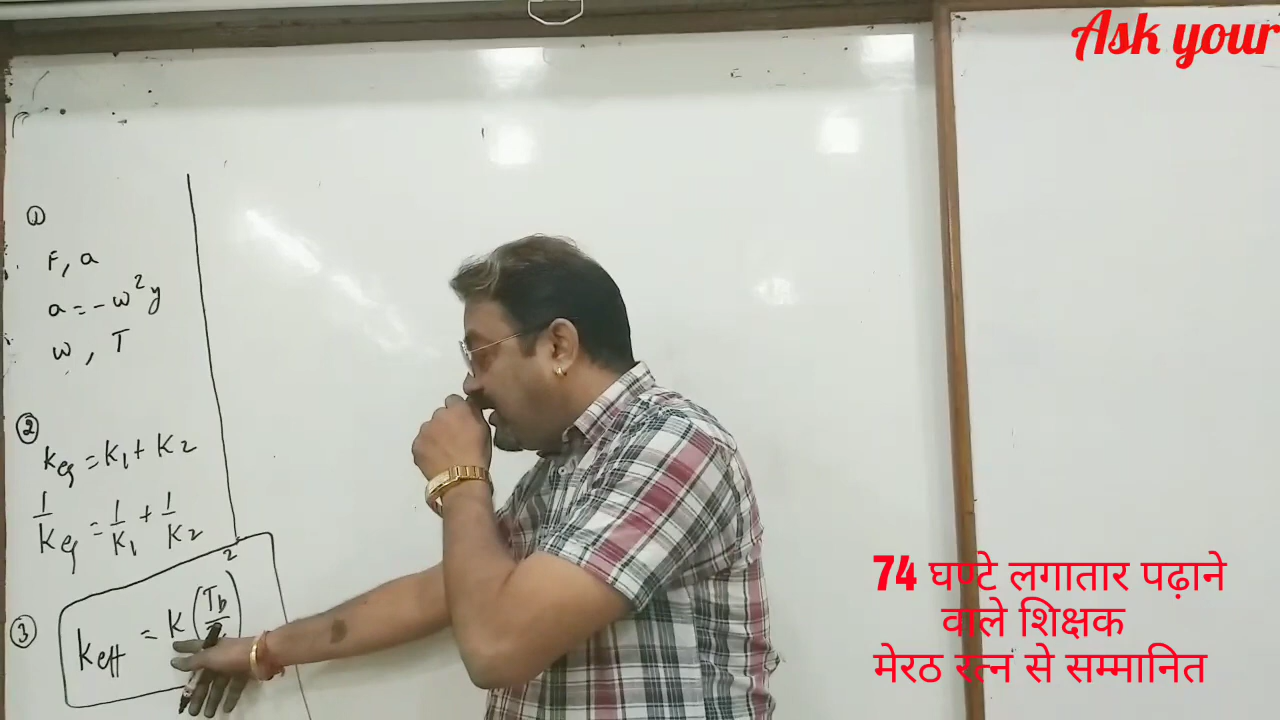 Ask your
①
F, a
a = -ω²y
ω, T
②
Keq = K₁ + K₂
1/Keq = 1/K₁ + 1/K₂
③
Keff = K (Tb/
)²
74 घण्टे लगातार पढ़ाने
वाले शिक्षक
मेरठ रत्न से सम्मानित